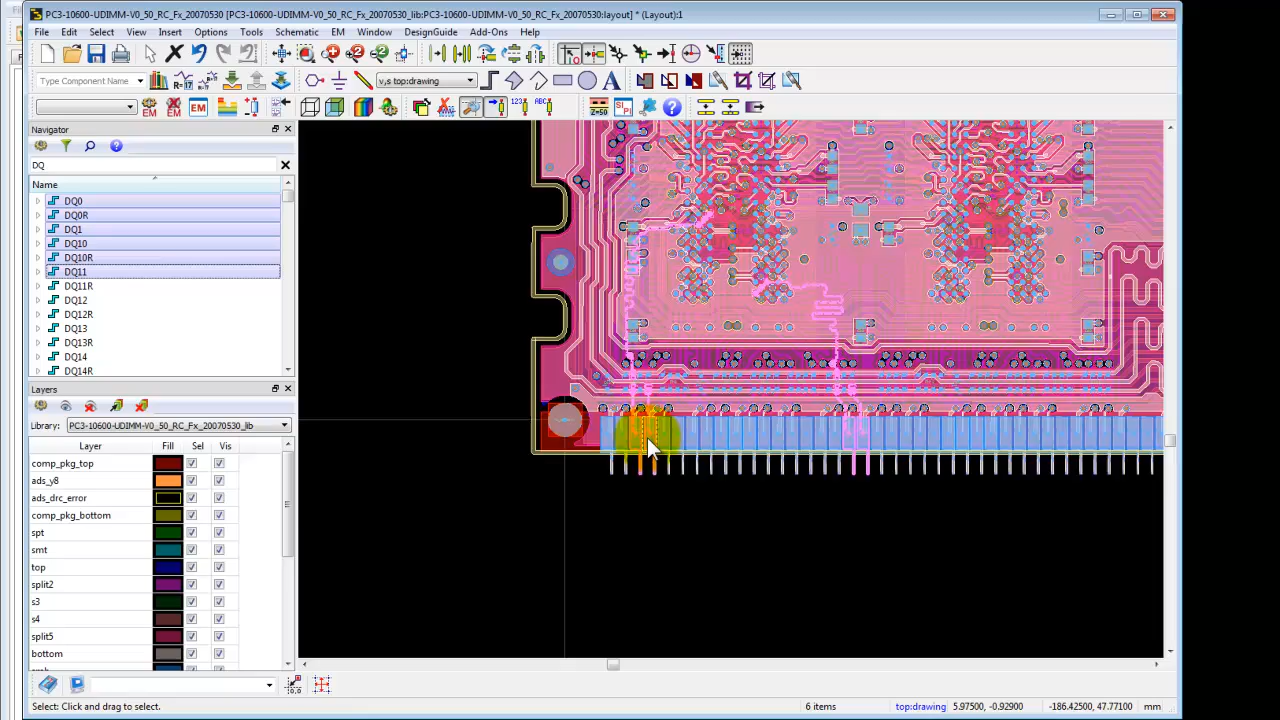 PC3-10600-UDIMM-V0_50_RC_Fx_20070530 [PC3-10600-UDIMM-V0_50_RC_Fx_20070530_lib:PC3-10600-UDIMM-V0_50_RC_Fx_20070530:layout] * (Layout):1
File Edit Select View Insert Options Tools Schematic EM Window DesignGuide Add-Ons Help
Type Component Name
v,s top:drawing
EM
EM
EM
Z=50
Navigator
DQ
Name
DQ0
DQ0R
DQ1
DQ10
DQ10R
DQ11
DQ11R
DQ12
DQ12R
DQ13
DQ13R
DQ14
DQ14R
Layers
Library: PC3-10600-UDIMM-V0_50_RC_Fx_20070530_lib
Layer Fill Sel Vis
comp_pkg_top
ads_y8
ads_drc_error
comp_pkg_bottom
spt
smt
top
split2
s3
s4
split5
bottom
Select: Click and drag to select.
6 items top:drawing 5.97500, -0.92900 -186.42500, 47.77100 mm